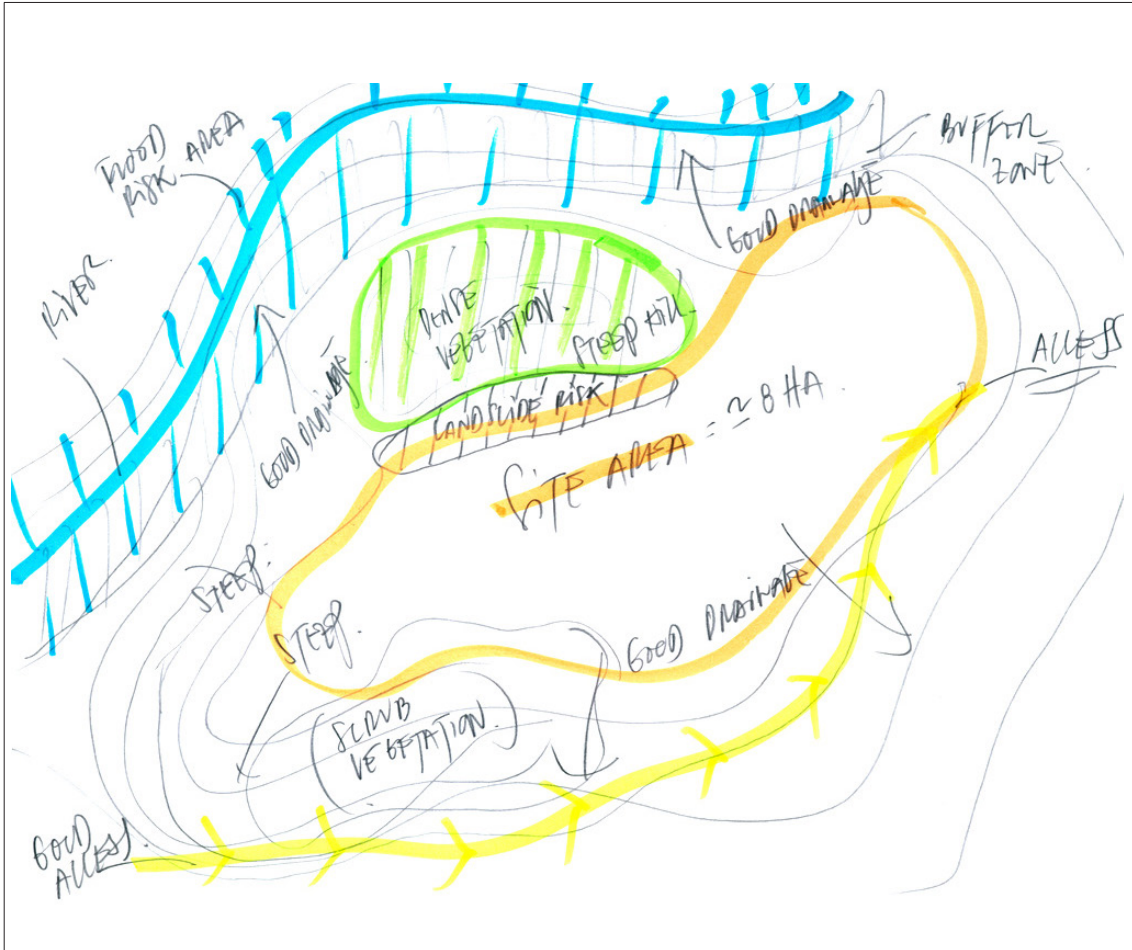 FLOOD
RISK AREA
RIVER.
BUFFER
ZONE
GOOD DRAINAGE
DENSE
VEGETATION.
STEEP HILL.
GOOD DRAINAGE.
LANDSLIDE RISK
ACCESS
SITE AREA = ≃ 8 HA.
STEEP.
STEEP.
GOOD DRAINAGE
SCRUB
VEGETATION.
GOOD
ACCESS.